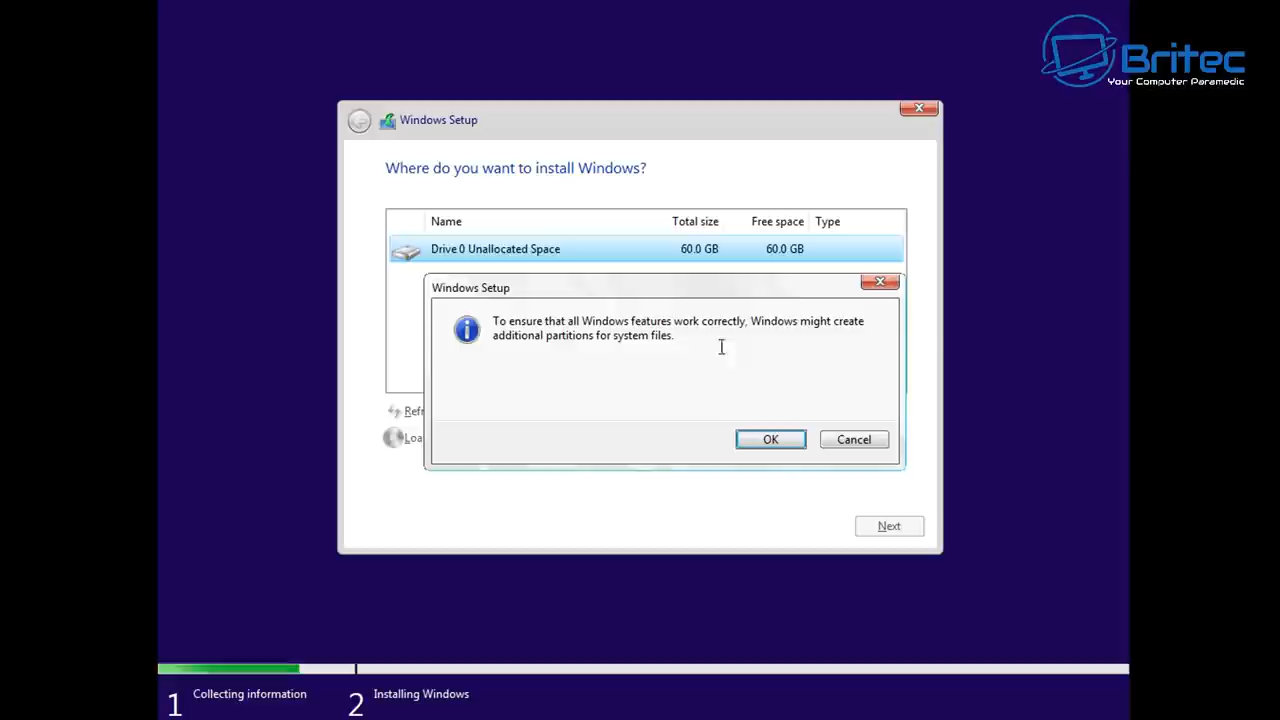 Britec
Your Computer Paramedic
Windows Setup
Where do you want to install Windows?
Name Total size Free space Type
Drive 0 Unallocated Space 60.0 GB 60.0 GB
Windows Setup
To ensure that all Windows features work correctly, Windows might create
additional partitions for system files.
Refr
Loa
OK Cancel
Next
1 Collecting information 2 Installing Windows